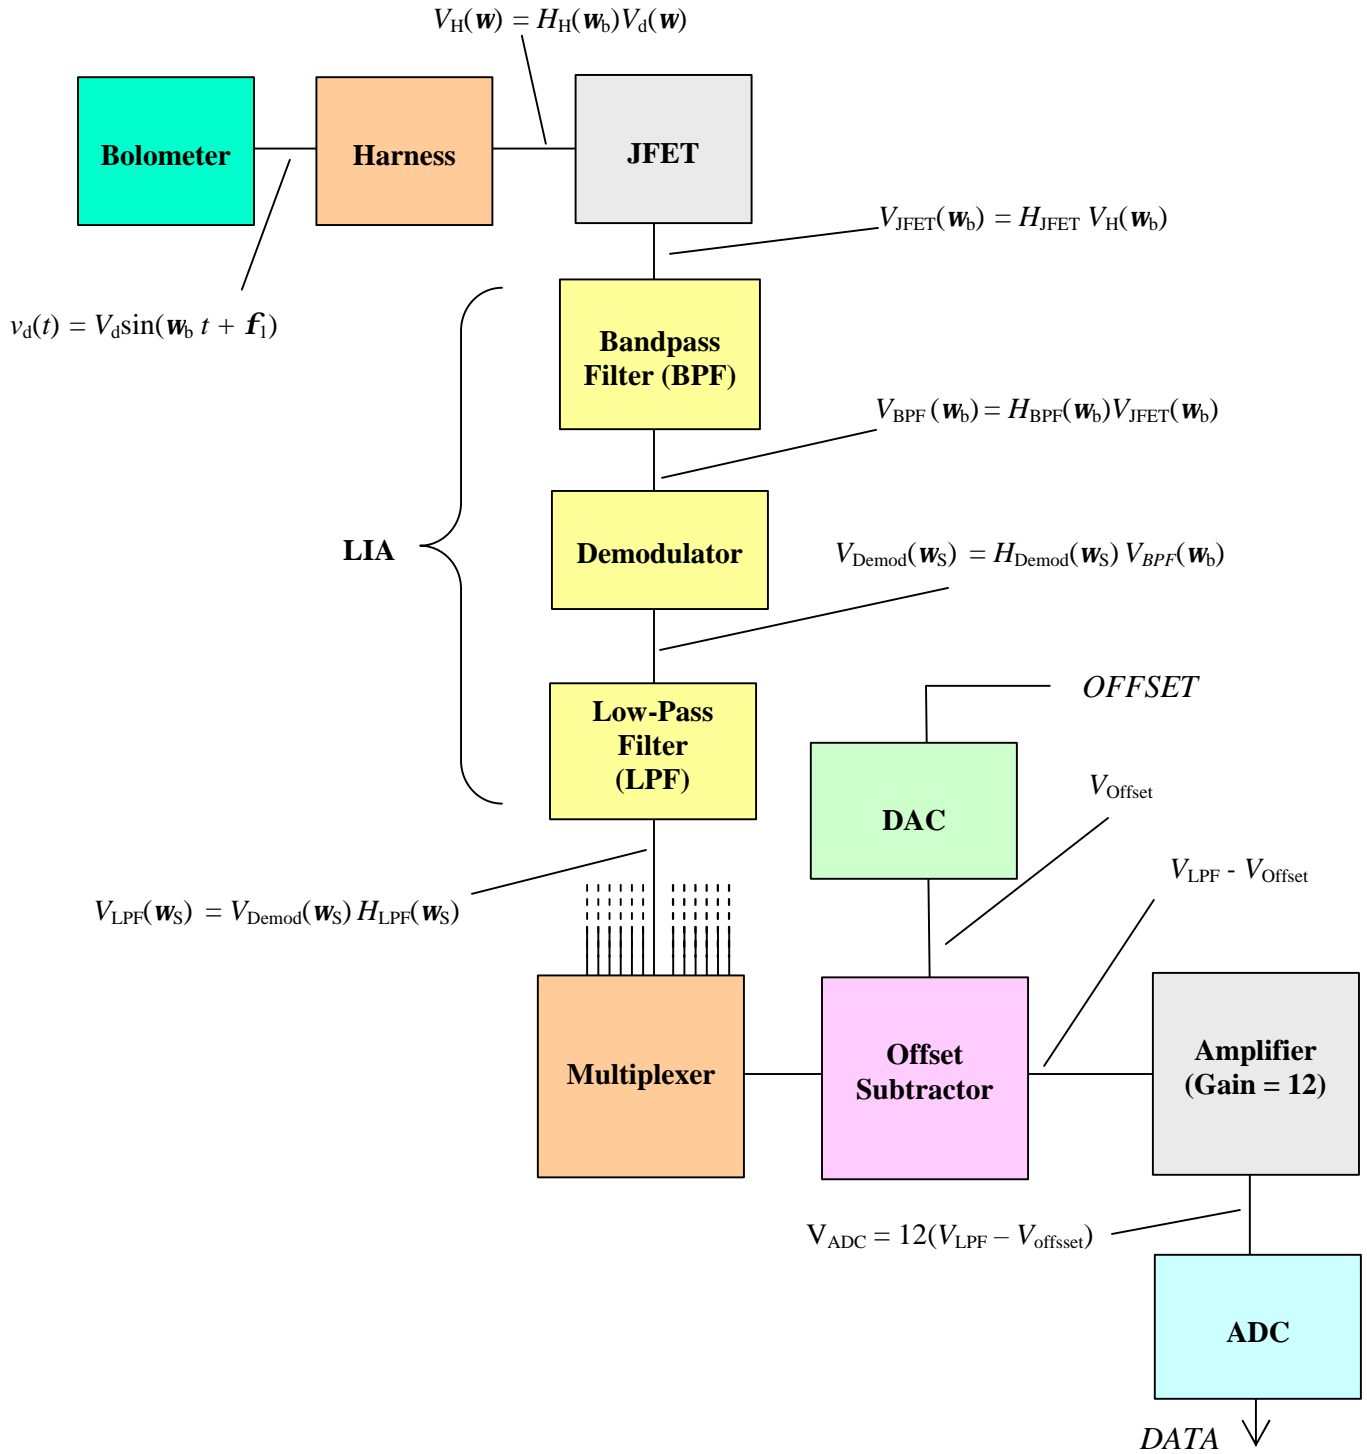 V_H(w) = H_H(w_b)V_d(w)
Bolometer
Harness
JFET
V_JFET(w_b) = H_JFET V_H(w_b)
v_d(t) = V_d sin(w_b t + f_1)
Bandpass
Filter (BPF)
V_BPF (w_b) = H_BPF(w_b)V_JFET(w_b)
LIA
Demodulator
V_Demod(w_S) = H_Demod(w_S) V_BPF(w_b)
Low-Pass
Filter
(LPF)
OFFSET
DAC
V_Offset
V_LPF - V_Offset
V_LPF(w_S) = V_Demod(w_S) H_LPF(w_S)
Multiplexer
Offset
Subtractor
Amplifier
(Gain = 12)
V_ADC = 12(V_LPF – V_offsset)
ADC
DATA